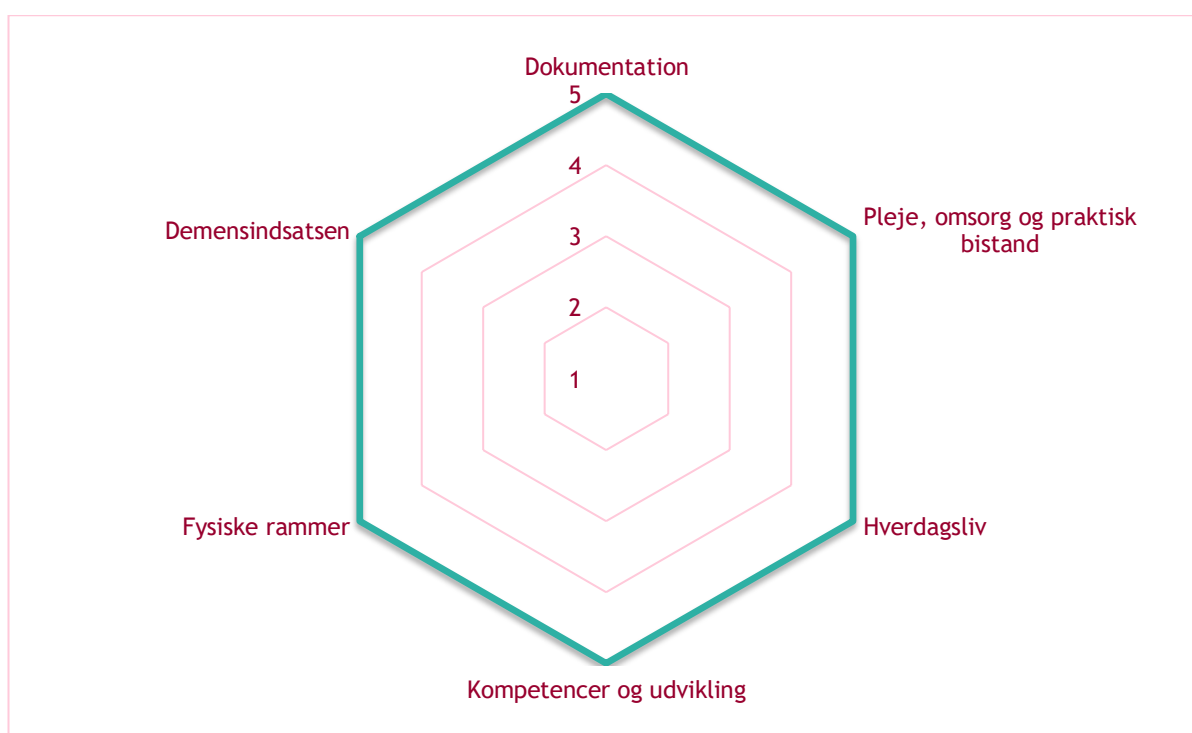 Dokumentation
5
4
Demensindsatsen
Pleje, omsorg og praktisk
bistand
3
2
1
Fysiske rammer
Hverdagsliv
Kompetencer og udvikling